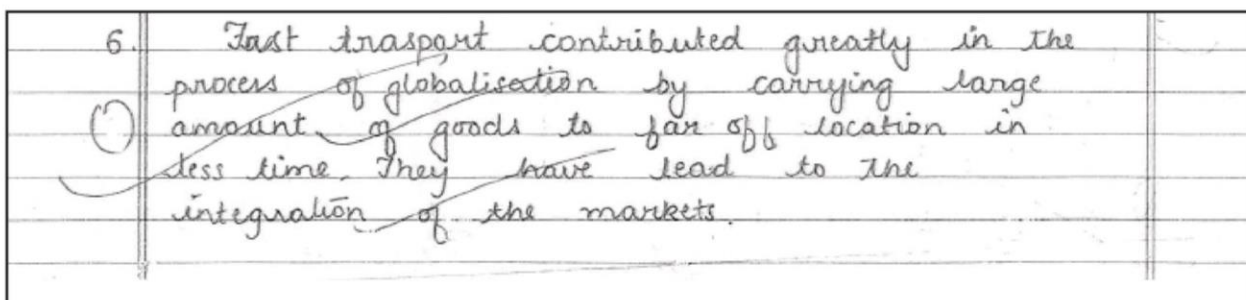 6. Fast trasport contributed greatly in the
process of globalisation by carrying large
amount of goods to far off location in
less time. They have lead to the
integration of the markets.